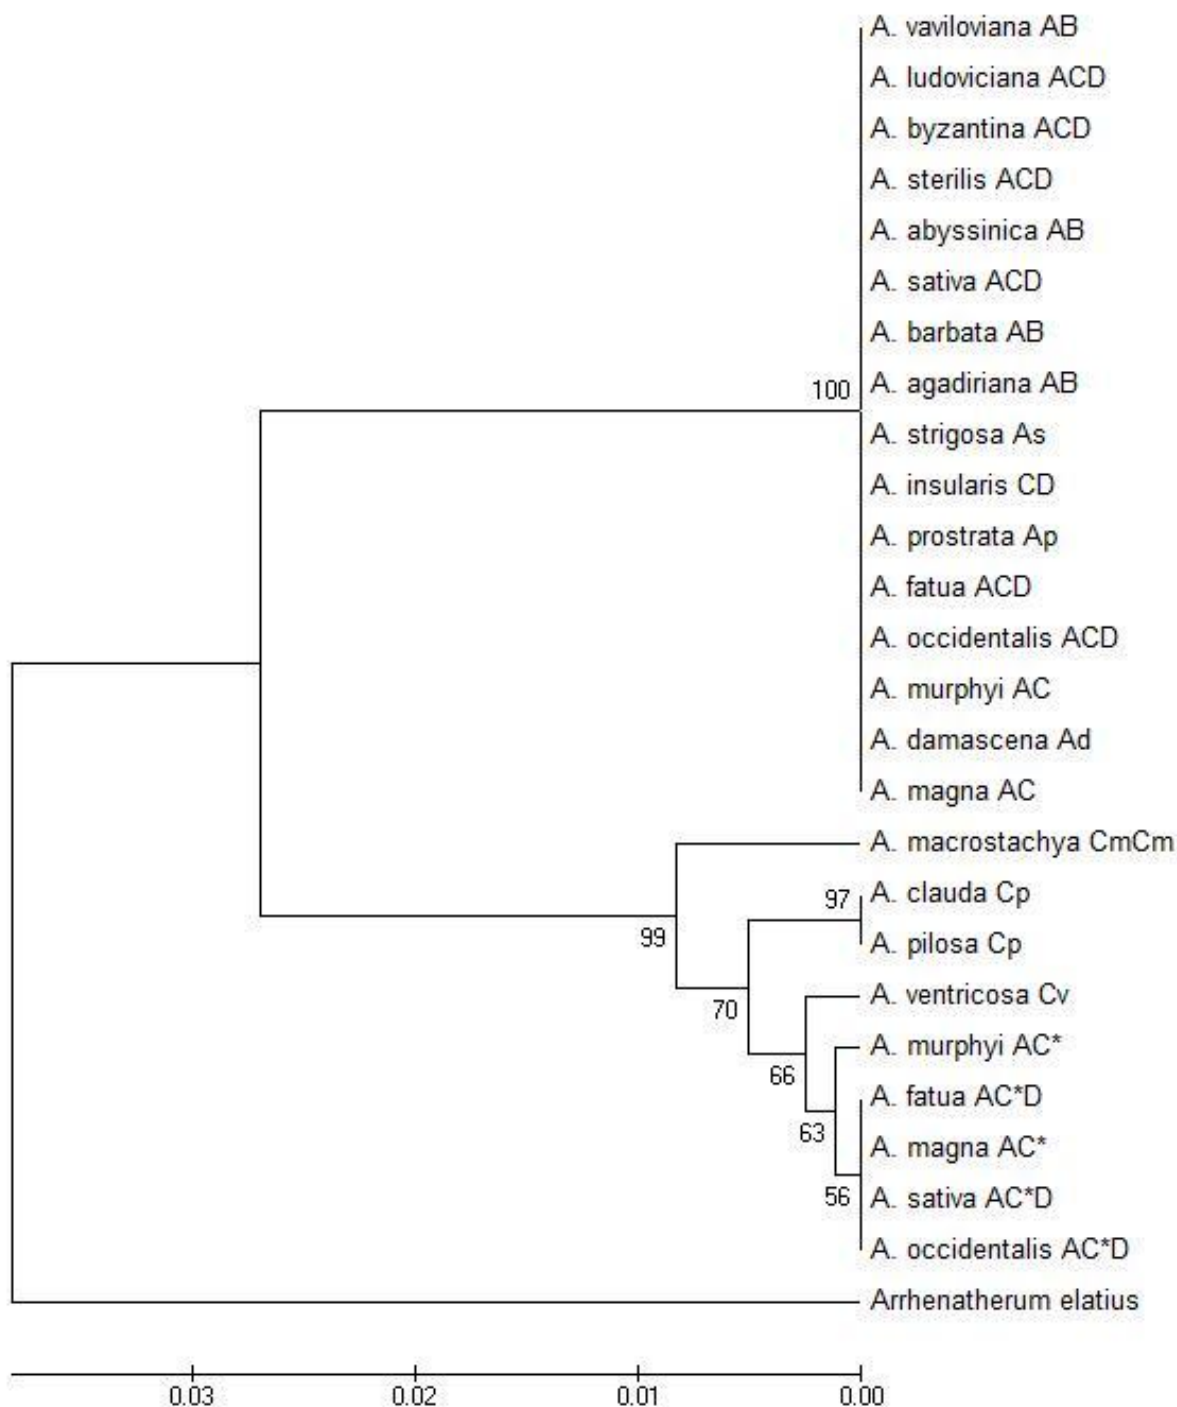 A. vaviloviana AB
A. ludoviciana ACD
A. byzantina ACD
A. sterilis ACD
A. abyssinica AB
A. sativa ACD
A. barbata AB
100
A. agadiriana AB
A. strigosa As
A. insularis CD
A. prostrata Ap
A. fatua ACD
A. occidentalis ACD
A. murphyi AC
A. damascena Ad
A. magna AC
A. macrostachya CmCm
97
A. clauda Cp
99
A. pilosa Cp
A. ventricosa Cv
70
A. murphyi AC*
66
A. fatua AC*D
63
A. magna AC*
56
A. sativa AC*D
A. occidentalis AC*D
Arrhenatherum elatius
0.03 0.02 0.01 0.00